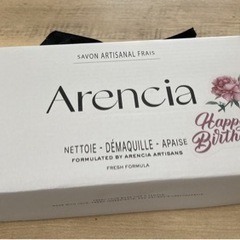 SAVON ARTISANAL FRAIS
Arencia
Happy
Birth
NETTOIE - DÉMAQUILLE - APAISE
FORMULATED BY ARENCIA ARTISANS
FRESH FORMULA